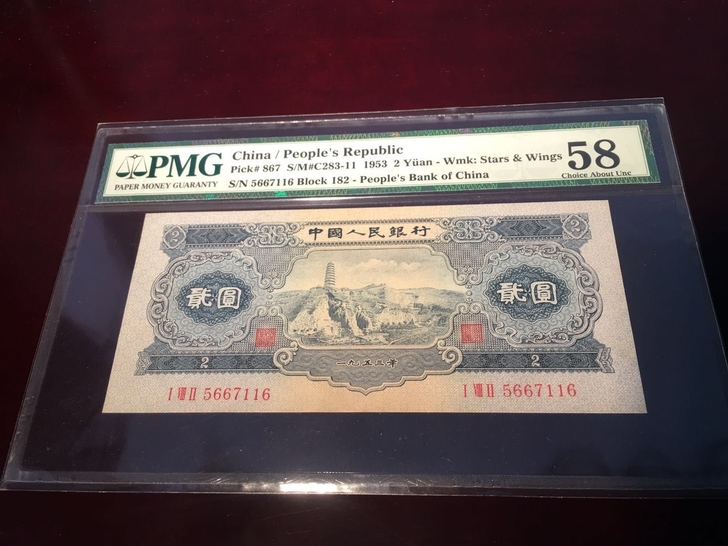 PMG
PAPER MONEY GUARANTY
China / People's Republic
Pick# 867 S/M#C283-11 1953 2 Yüan - Wmk: Stars & Wings
S/N 5667116 Block 182 - People's Bank of China
58
Choice About Unc
中國人民銀行
2
貳圓
貳圓
2
2
一九五三年
I VIII II 5667116
I VIII II 5667116